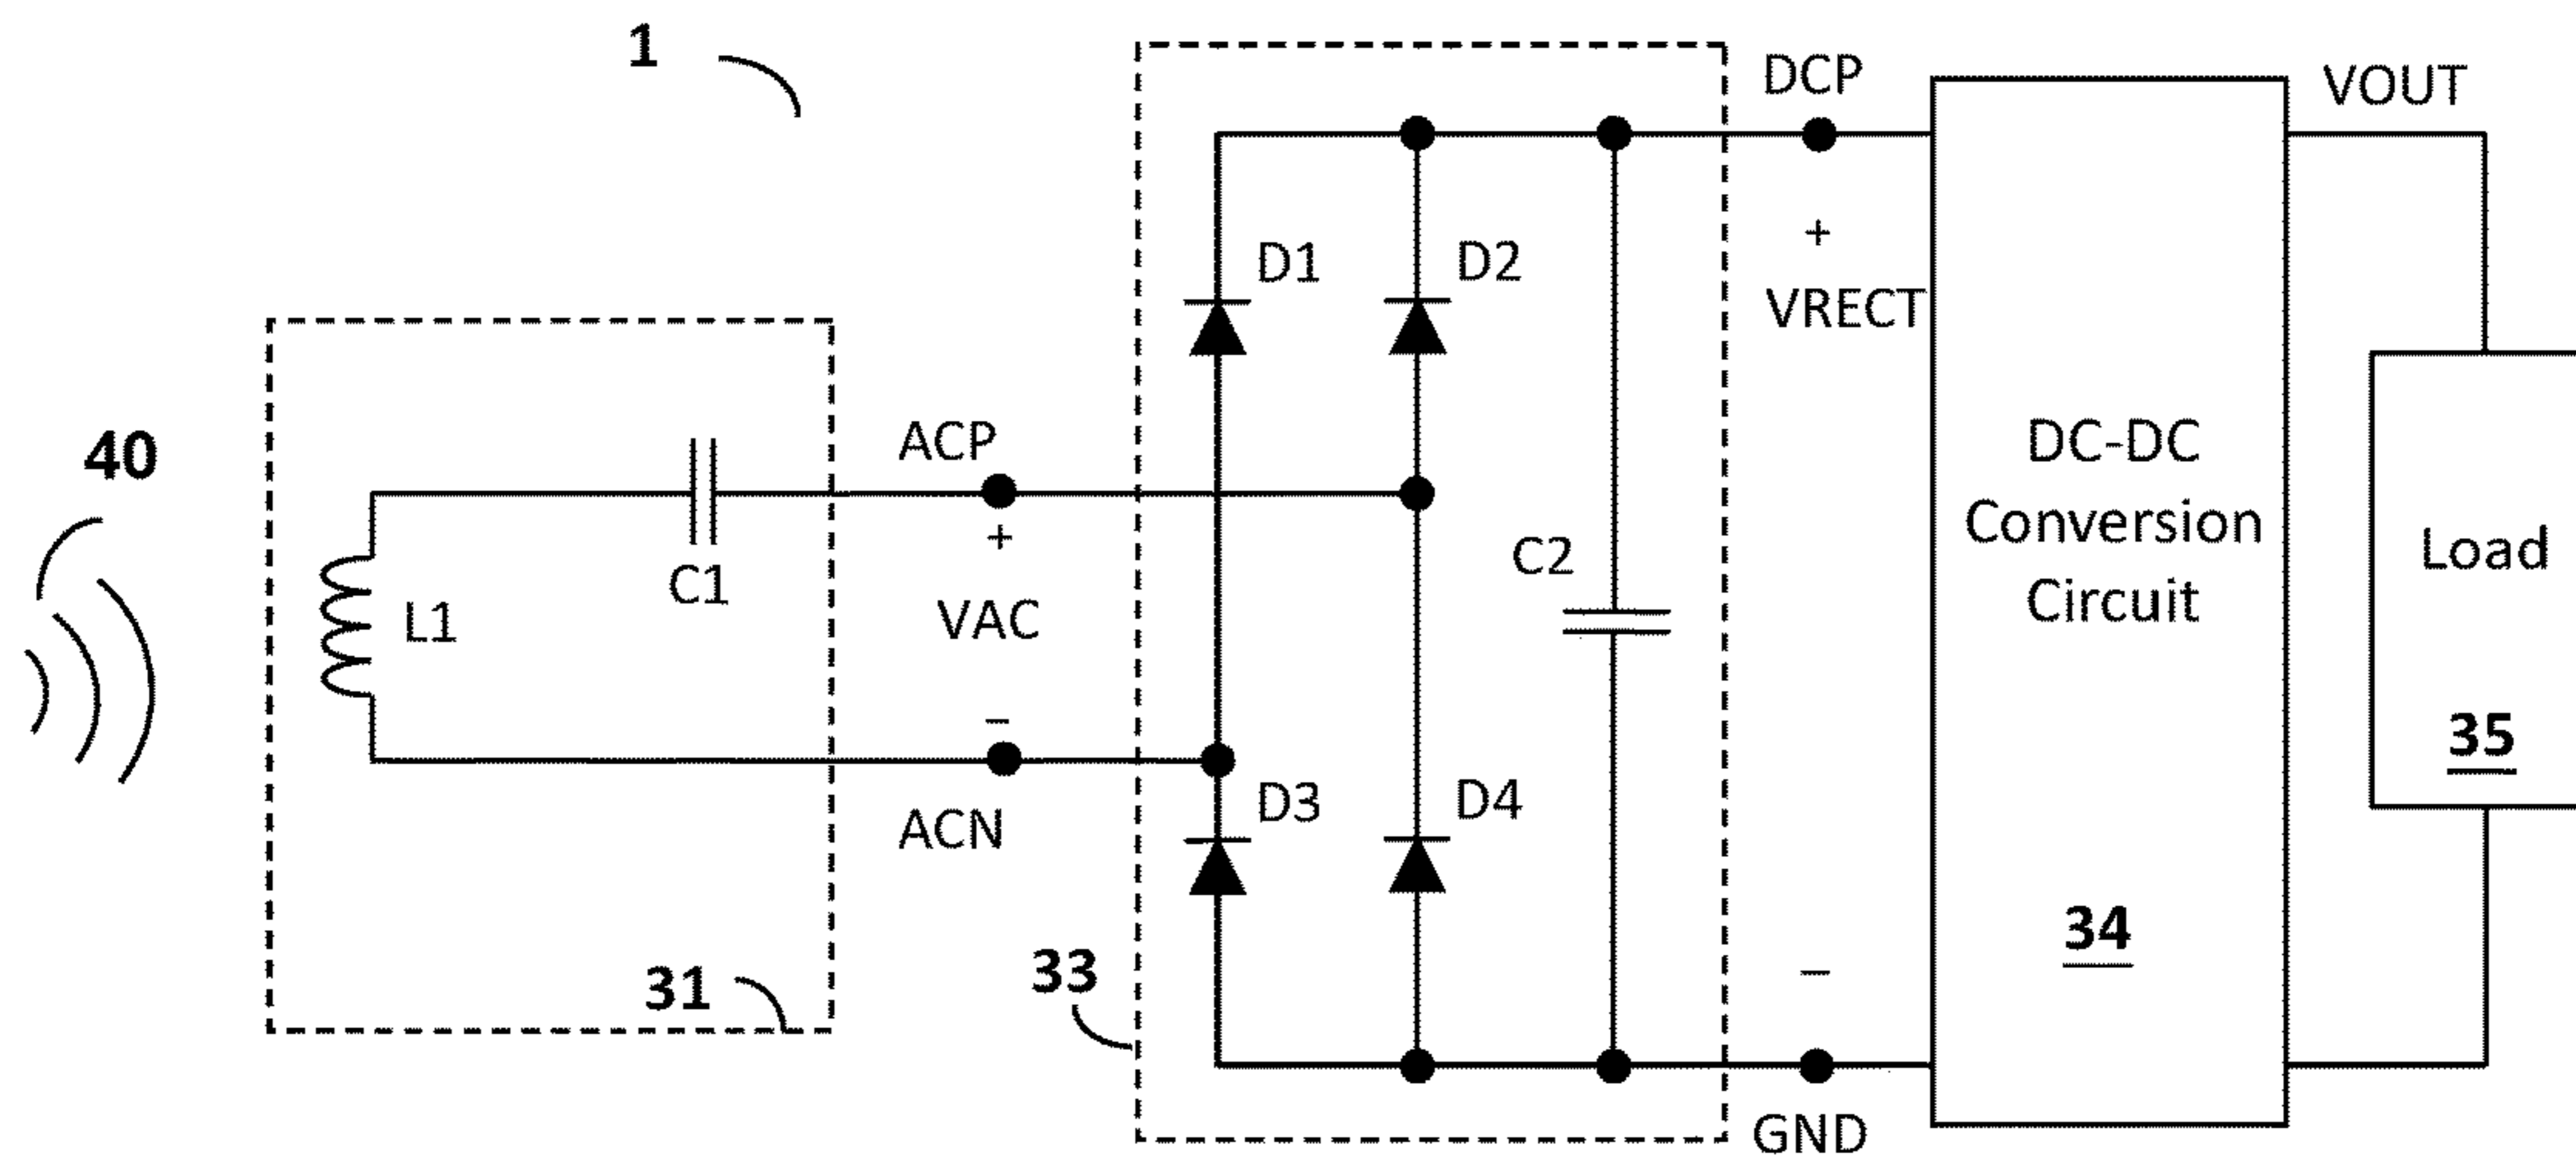 1
40
L1
C1
31
ACP
+
VAC
–
ACN
33
D1
D2
D3
D4
C2
DCP
+
VRECT
–
GND
DC-DC
Conversion
Circuit
34
VOUT
Load
35